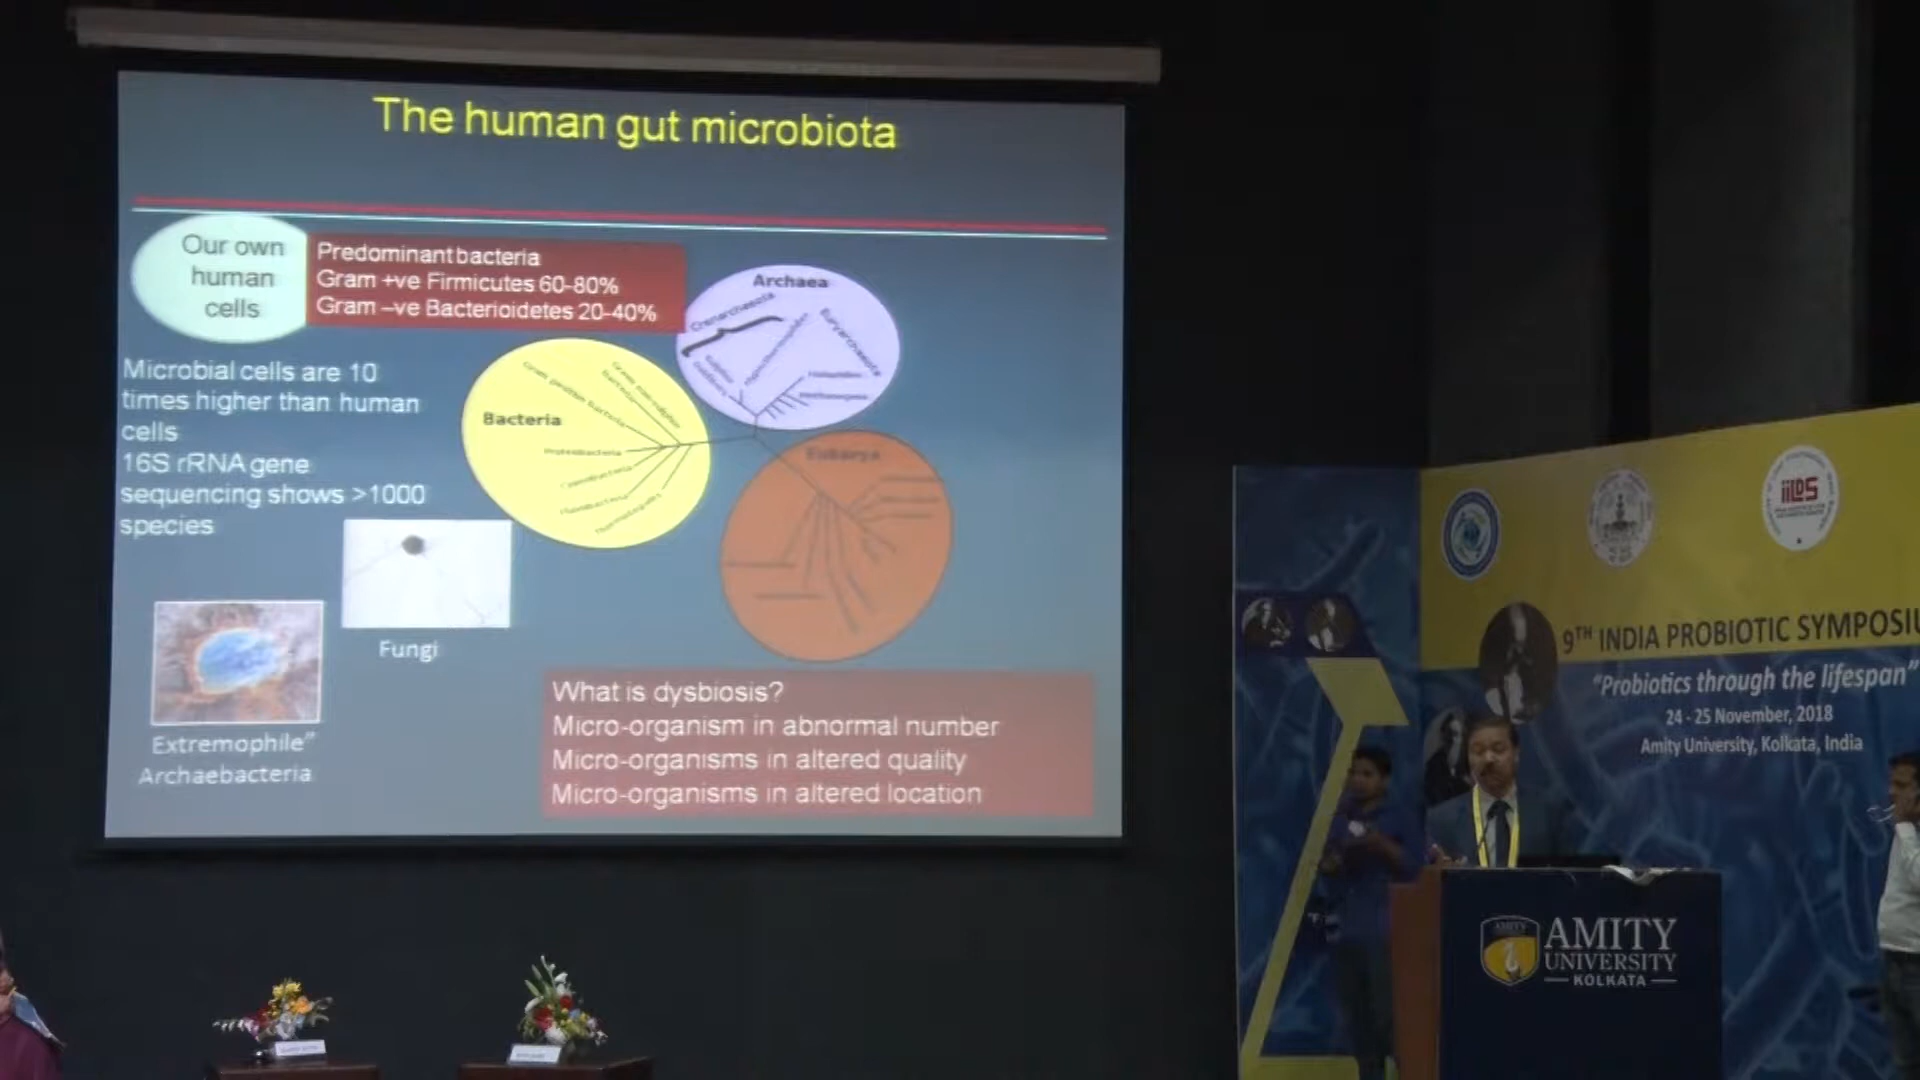 The human gut microbiota
Our own
human
cells
Predominant bacteria
Gram +ve Firmicutes 60-80%
Gram –ve Bacterioidetes 20-40%
Microbial cells are 10
times higher than human
cells
16S rRNA gene
sequencing shows >1000
species
Archaea
Crenarchaeota
Euryarchaeota
Bacteria
Proteobacteria
Eukarya
Fungi
Extremophile”
Archaebacteria
What is dysbiosis?
Micro-organism in abnormal number
Micro-organisms in altered quality
Micro-organisms in altered location
iiLDS
9TH INDIA PROBIOTIC SYMPOSIU
“Probiotics through the lifespan”
24 - 25 November, 2018
Amity University, Kolkata, India
AMITY
AMITY
UNIVERSITY
KOLKATA